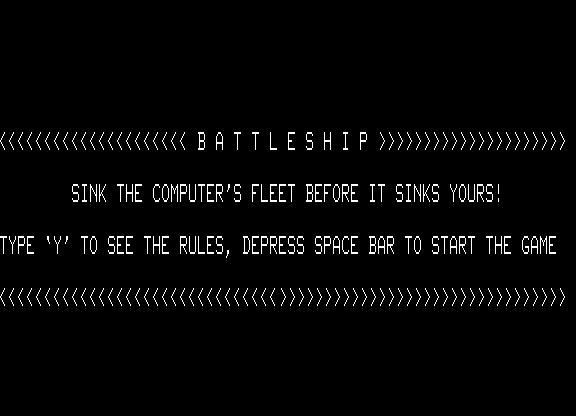 <<<<<<<<<<<<<<<<<<<<< B A T T L E S H I P >>>>>>>>>>>>>>>>>>>>>
SINK THE COMPUTER'S FLEET BEFORE IT SINKS YOURS!
TYPE `Y' TO SEE THE RULES, DEPRESS SPACE BAR TO START THE GAME
<<<<<<<<<<<<<<<<<<<<<<<<<<<<<<<>>>>>>>>>>>>>>>>>>>>>>>>>>>>>>>>